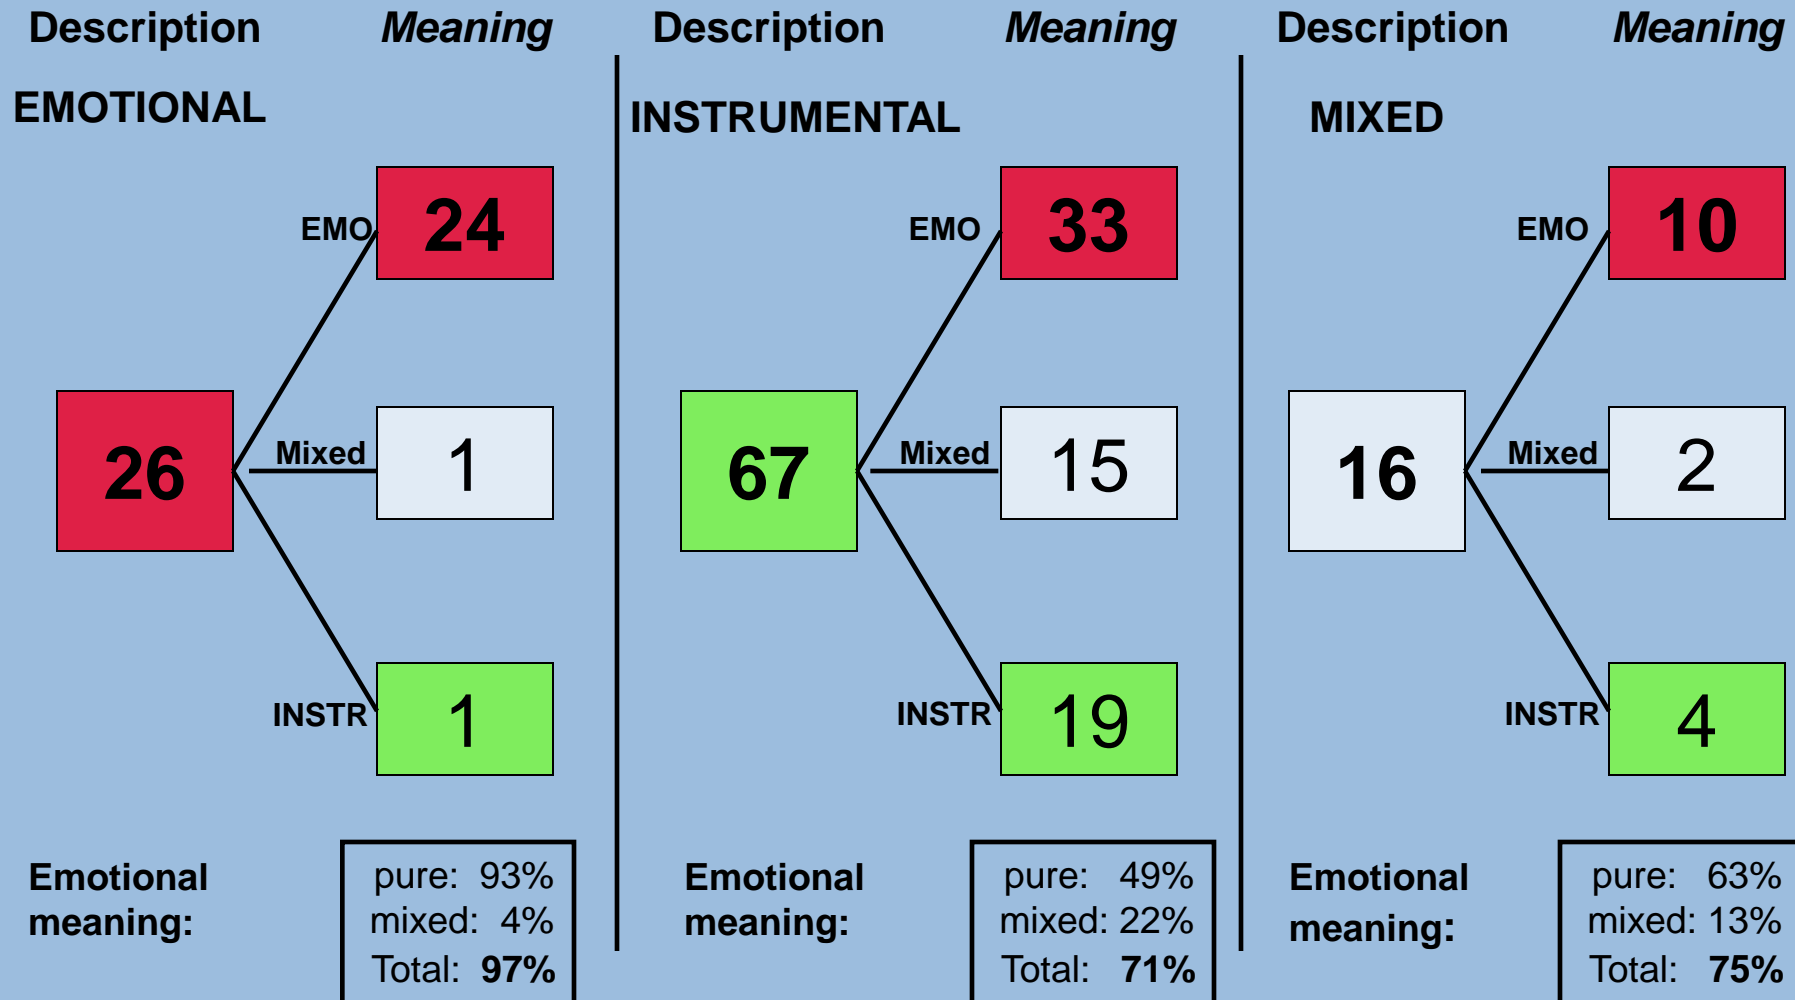 Description Meaning Description Meaning Description Meaning
EMOTIONAL INSTRUMENTAL MIXED
EMO 24 EMO 33 EMO 10
26 Mixed 1 67 Mixed 15 16 Mixed 2
INSTR 1 INSTR 19 INSTR 4
Emotional pure: 93% Emotional pure: 49% Emotional pure: 63%
meaning: mixed: 4% meaning: mixed: 22% meaning: mixed: 13%
Total: 97% Total: 71% Total: 75%